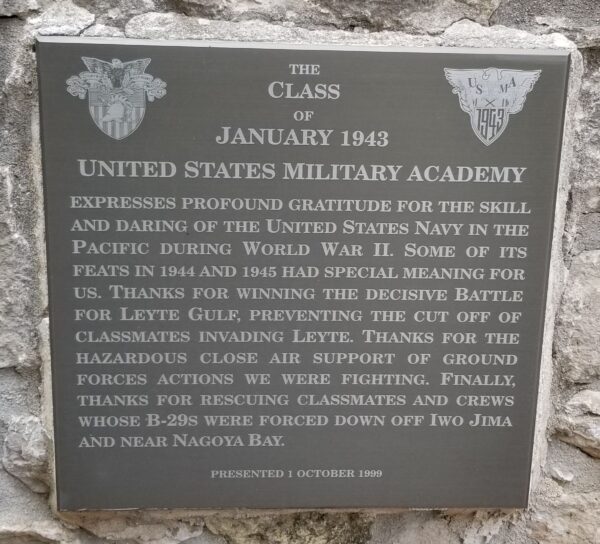 THE
CLASS
OF
JANUARY 1943
UNITED STATES MILITARY ACADEMY
US MA
1943
EXPRESSES PROFOUND GRATITUDE FOR THE SKILL
AND DARING OF THE UNITED STATES NAVY IN THE
PACIFIC DURING WORLD WAR II. SOME OF ITS
FEATS IN 1944 AND 1945 HAD SPECIAL MEANING FOR
US. THANKS FOR WINNING THE DECISIVE BATTLE
FOR LEYTE GULF, PREVENTING THE CUT OFF OF
CLASSMATES INVADING LEYTE. THANKS FOR THE
HAZARDOUS CLOSE AIR SUPPORT OF GROUND
FORCES ACTIONS WE WERE FIGHTING. FINALLY,
THANKS FOR RESCUING CLASSMATES AND CREWS
WHOSE B-29S WERE FORCED DOWN OFF IWO JIMA
AND NEAR NAGOYA BAY.
PRESENTED 1 OCTOBER 1999